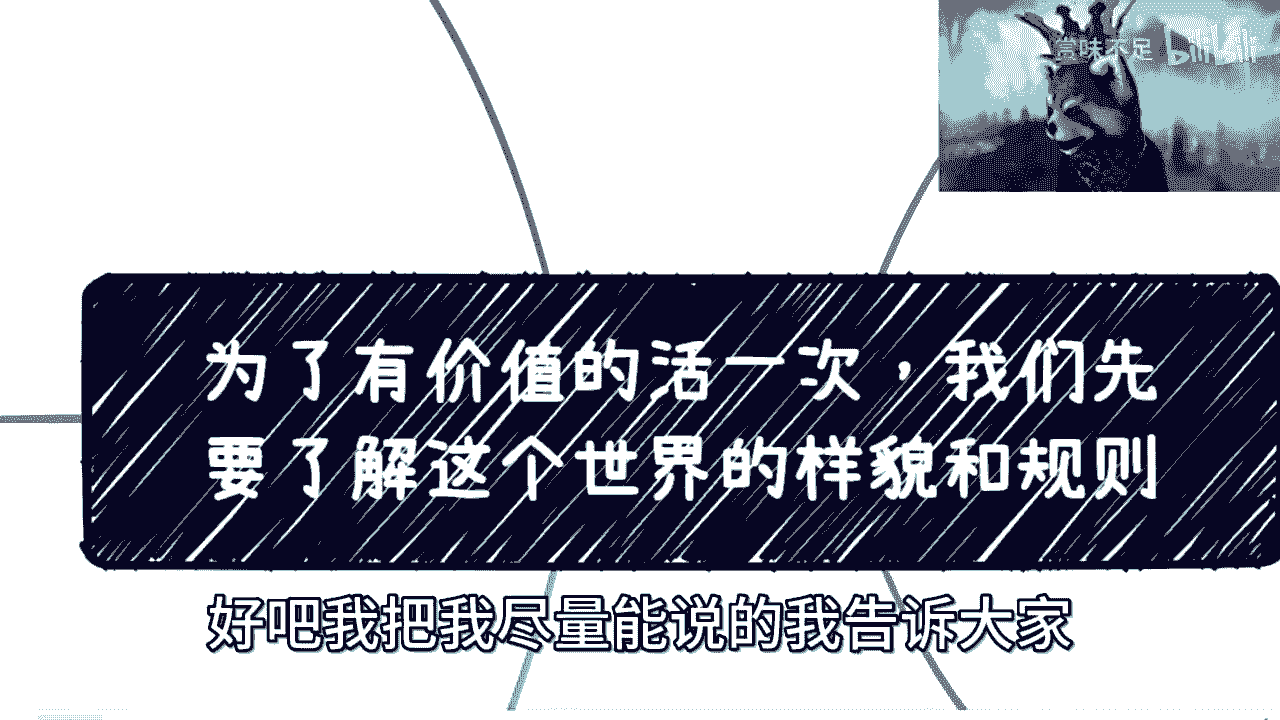 赏味不足 bilibili
为了有价值的活一次，我们先
要了解这个世界的样貌和规则
好吧我把我尽量能说的我告诉大家